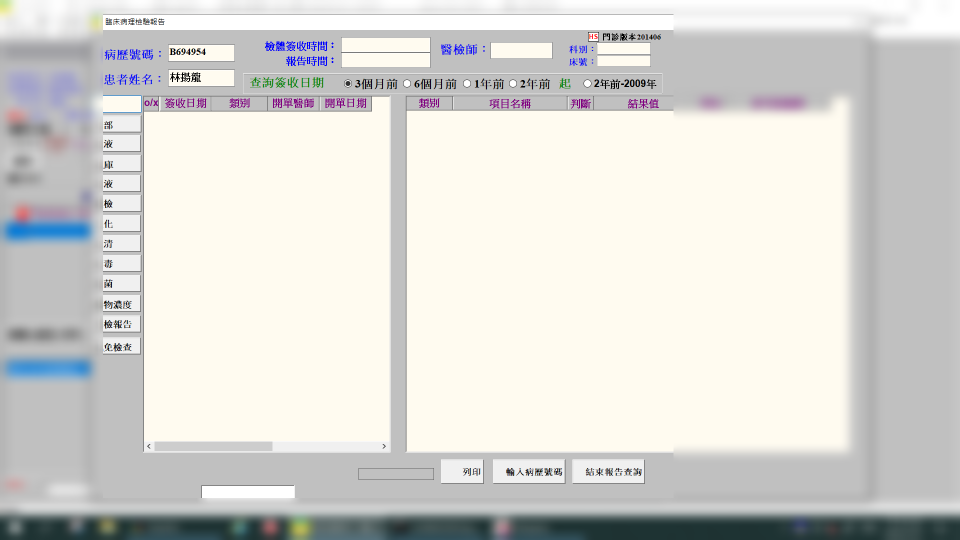 臨床病理檢驗報告
HS 門診版本201406
病歷號碼： B694954 檢體簽收時間： 醫檢師： 科別：
報告時間： 床號：
患者姓名： 林揚龍 查詢簽收日期 3個月前 6個月前 1年前 2年前 起 2年前-2009年
o/x 簽收日期 類別 開單醫師 開單日期 類別 項目名稱 判斷 結果值
部
液
庫
液
檢
化
清
毒
菌
物濃度
檢報告
免檢查
列印 輸入病歷號碼 結束報告查詢